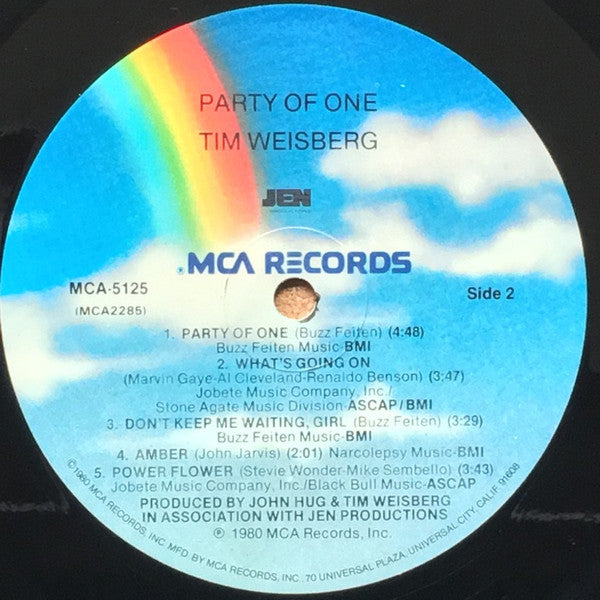 PARTY OF ONE
TIM WEISBERG
JEN
MCA RECORDS
MCA-5125
(MCA2285)
Side 2
1. PARTY OF ONE (Buzz Feiten) (4:48)
Buzz Feiten Music-BMI
2. WHAT'S GOING ON
(Marvin Gaye-Al Cleveland-Renaldo Benson) (3:47)
Jobete Music Company, Inc./
Stone Agate Music Division-ASCAP/BMI
3. DON'T KEEP ME WAITING, GIRL (Buzz Feiten) (3:29)
Buzz Feiten Music-BMI
4. AMBER (John Jarvis) (2:01) Narcolepsy Music-BMI
5. POWER FLOWER (Stevie Wonder-Mike Sembello) (3:43)
Jobete Music Company, Inc./Black Bull Music-ASCAP
PRODUCED BY JOHN HUG & TIM WEISBERG
IN ASSOCIATION WITH JEN PRODUCTIONS
℗ 1980 MCA Records, Inc.
©1980 MCA RECORDS, INC. MFD. BY MCA RECORDS, INC. 70 UNIVERSAL PLAZA, UNIVERSAL CITY, CALIF. 91608